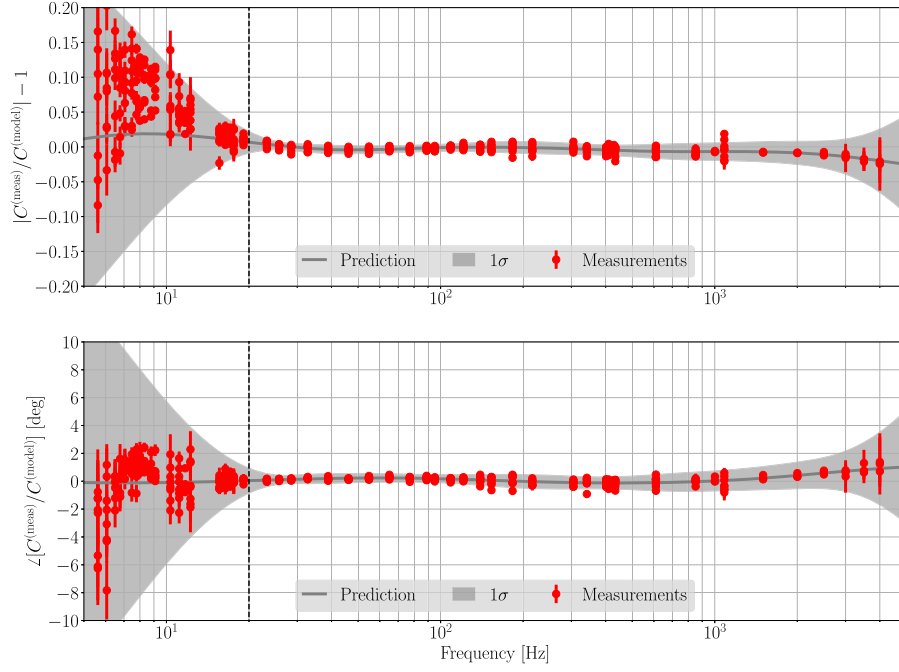 0.20
0.15
0.10
0.05
0.00
−0.05
−0.10
−0.15
−0.20
|C^(meas)/C^(model)| − 1
Prediction
1σ
Measurements
10^1
10^2
10^3
10
8
6
4
2
0
−2
−4
−6
−8
−10
∠[C^(meas)/C^(model)] [deg]
Prediction
1σ
Measurements
10^1
10^2
10^3
Frequency [Hz]